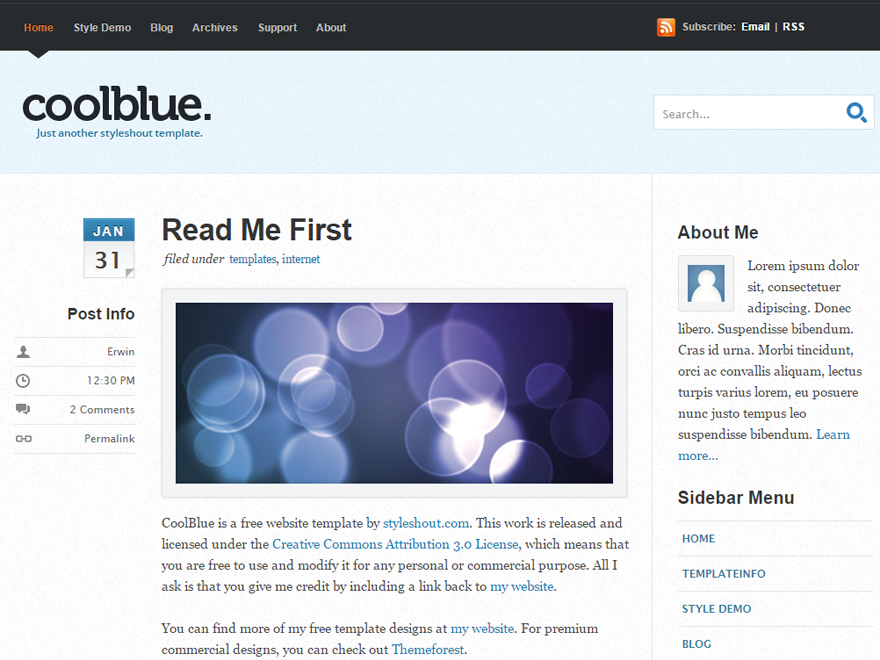 Home Style Demo Blog Archives Support About
Subscribe: Email | RSS
coolblue.
Just another styleshout template.
Search...
JAN
31
Post Info
Erwin
12:30 PM
2 Comments
Permalink
Read Me First
filed under templates, internet
CoolBlue is a free website template by styleshout.com. This work is released and
licensed under the Creative Commons Attribution 3.0 License, which means that
you are free to use and modify it for any personal or commercial purpose. All I
ask is that you give me credit by including a link back to my website.
You can find more of my free template designs at my website. For premium
commercial designs, you can check out Themeforest.
About Me
Lorem ipsum dolor
sit, consectetuer
adipiscing. Donec
libero. Suspendisse bibendum.
Cras id urna. Morbi tincidunt,
orci ac convallis aliquam, lectus
turpis varius lorem, eu posuere
nunc justo tempus leo
suspendisse bibendum. Learn
more...
Sidebar Menu
HOME
TEMPLATEINFO
STYLE DEMO
BLOG